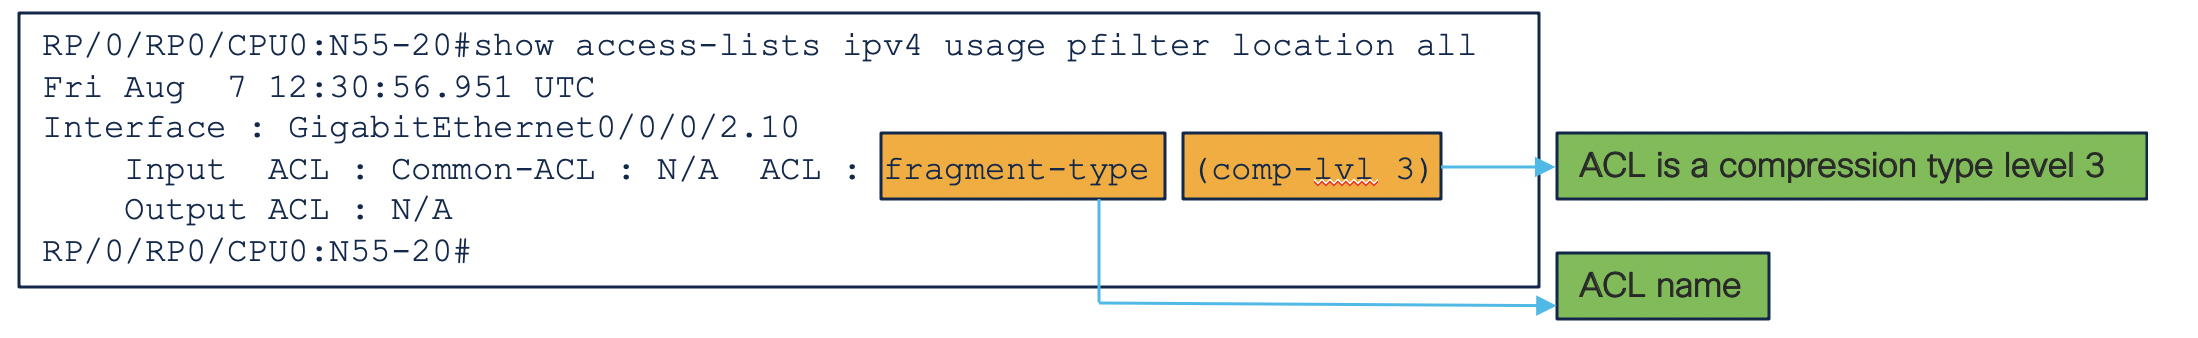 RP/0/RP0/CPU0:N55-20#show access-lists ipv4 usage pfilter location all
Fri Aug  7 12:30:56.951 UTC
Interface : GigabitEthernet0/0/0/2.10
    Input  ACL : Common-ACL : N/A  ACL : fragment-type  (comp-lvl 3)
    Output ACL : N/A
RP/0/RP0/CPU0:N55-20#
ACL is a compression type level 3
ACL name